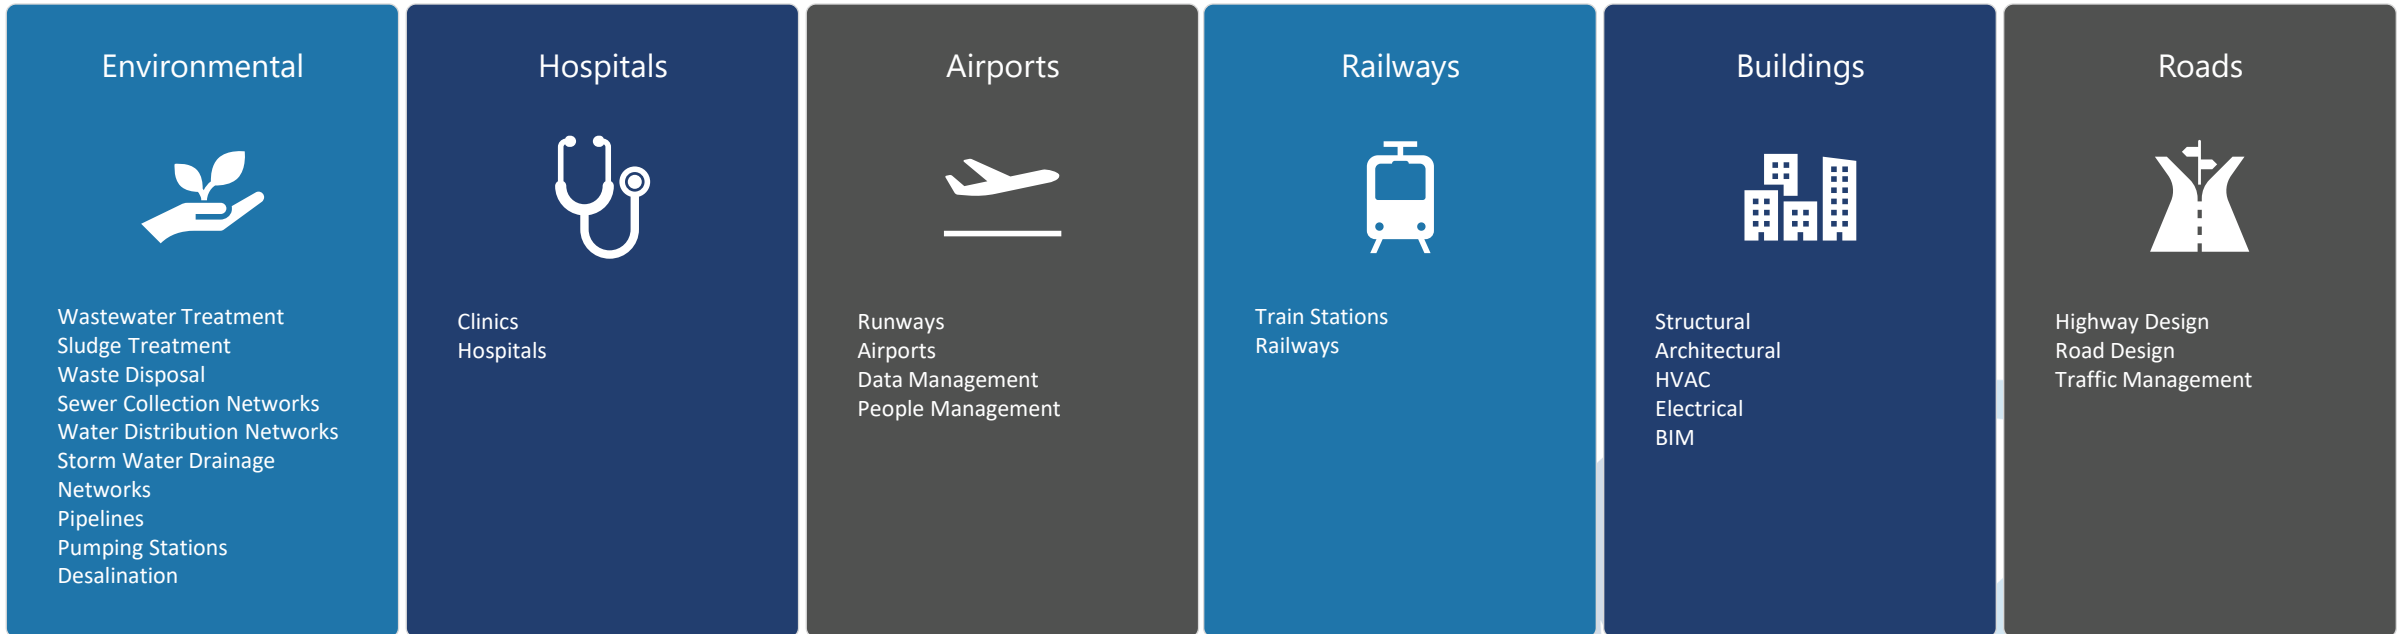 Environmental
Wastewater Treatment
Sludge Treatment
Waste Disposal
Sewer Collection Networks
Water Distribution Networks
Storm Water Drainage
Networks
Pipelines
Pumping Stations
Desalination
Hospitals
Clinics
Hospitals
Airports
Runways
Airports
Data Management
People Management
Railways
Train Stations
Railways
Buildings
Structural
Architectural
HVAC
Electrical
BIM
Roads
Highway Design
Road Design
Traffic Management